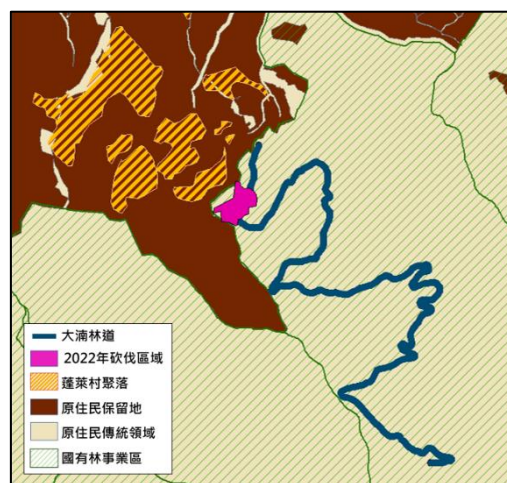 大湳林道
2022年砍伐區域
蓬萊村聚落
原住民保留地
原住民傳統領域
國有林事業區